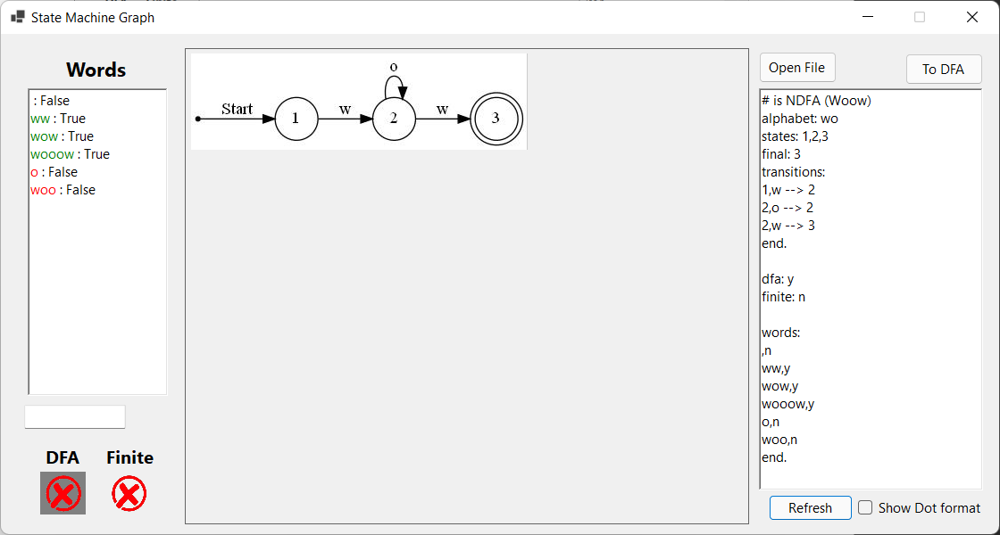 State Machine Graph
Words
: False
ww : True
wow : True
wooow : True
o : False
woo : False
DFA
Finite
Start
1
w
2
o
w
3
Open File
To DFA
# is NDFA (Woow)
alphabet: wo
states: 1,2,3
final: 3
transitions:
1,w --> 2
2,o --> 2
2,w --> 3
end.
dfa: y
finite: n
words:
,n
ww,y
wow,y
wooow,y
o,n
woo,n
end.
Refresh
Show Dot format